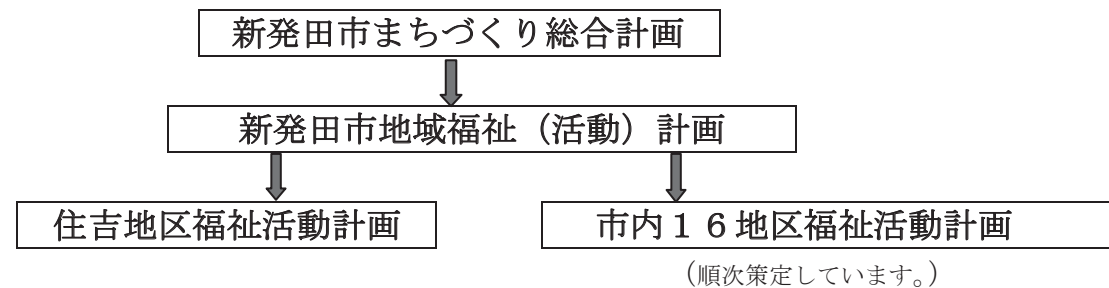 新発田市まちづくり総合計画
新発田市地域福祉（活動）計画
住吉地区福祉活動計画
市内１６地区福祉活動計画
（順次策定しています。）